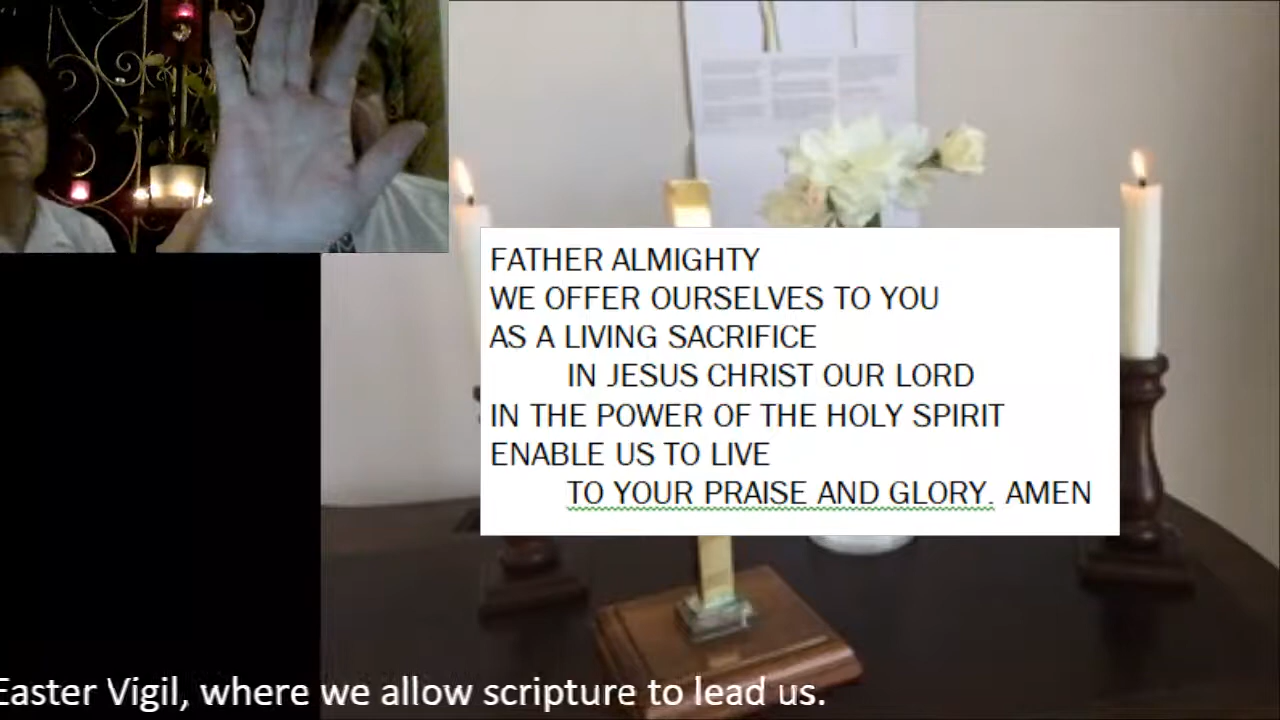 FATHER ALMIGHTY
WE OFFER OURSELVES TO YOU
AS A LIVING SACRIFICE
IN JESUS CHRIST OUR LORD
IN THE POWER OF THE HOLY SPIRIT
ENABLE US TO LIVE
TO YOUR PRAISE AND GLORY. AMEN
Easter Vigil, where we allow scripture to lead us.